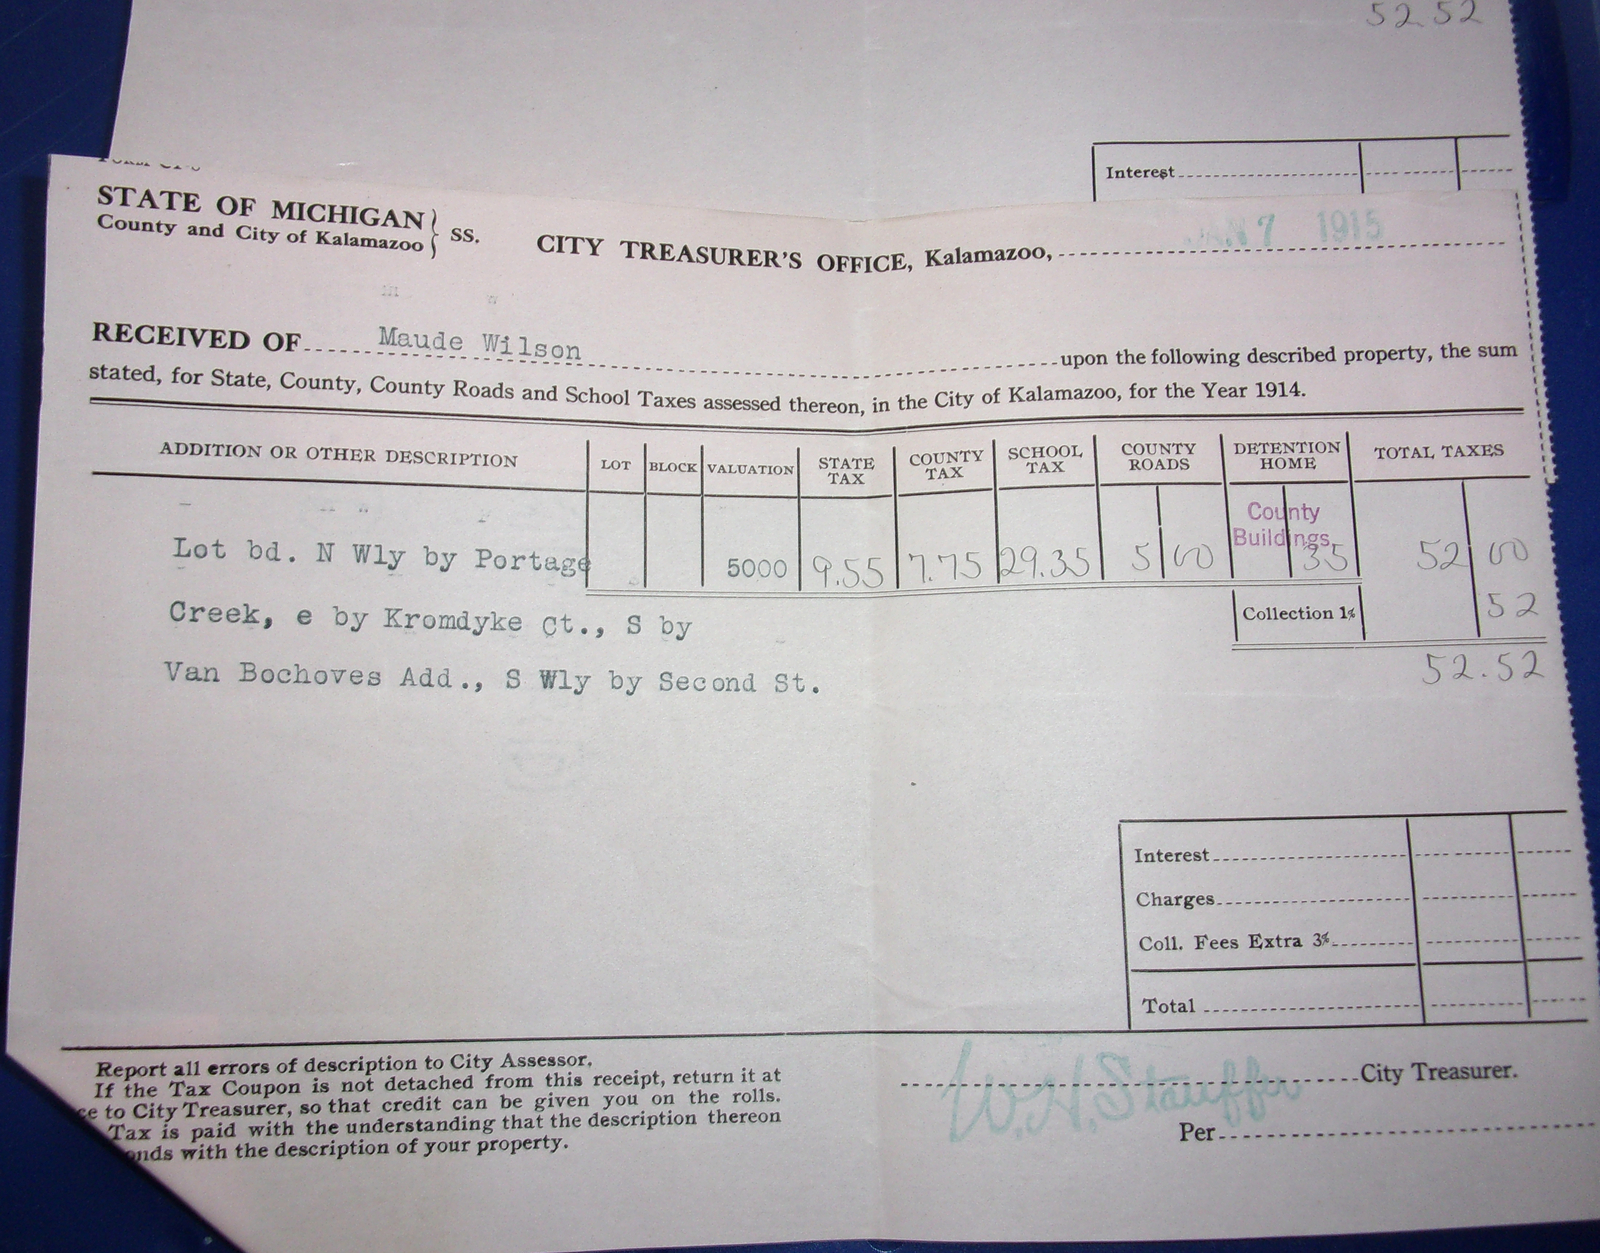 52.52
Interest
STATE OF MICHIGAN } SS.
County and City of Kalamazoo
CITY TREASURER'S OFFICE, Kalamazoo, JAN 7 1915
RECEIVED OF Maude Wilson upon the following described property, the sum
stated, for State, County, County Roads and School Taxes assessed thereon, in the City of Kalamazoo, for the Year 1914.
ADDITION OR OTHER DESCRIPTION LOT BLOCK VALUATION STATE TAX COUNTY TAX SCHOOL TAX COUNTY ROADS DETENTION HOME TOTAL TAXES
County
Buildings
Lot bd. N Wly by Portage 5000 9.55 7.75 29.35 5 00 35 52 00
Creek, e by Kromdyke Ct., S by Collection 1% 52
Van Bochoves Add., S Wly by Second St. 52.52
Interest
Charges
Coll. Fees Extra 3%
Total
Report all errors of description to City Assessor.
If the Tax Coupon is not detached from this receipt, return it at
to City Treasurer, so that credit can be given you on the rolls.
Tax is paid with the understanding that the description thereon
with the description of your property.
W. H. Stauffer City Treasurer.
Per